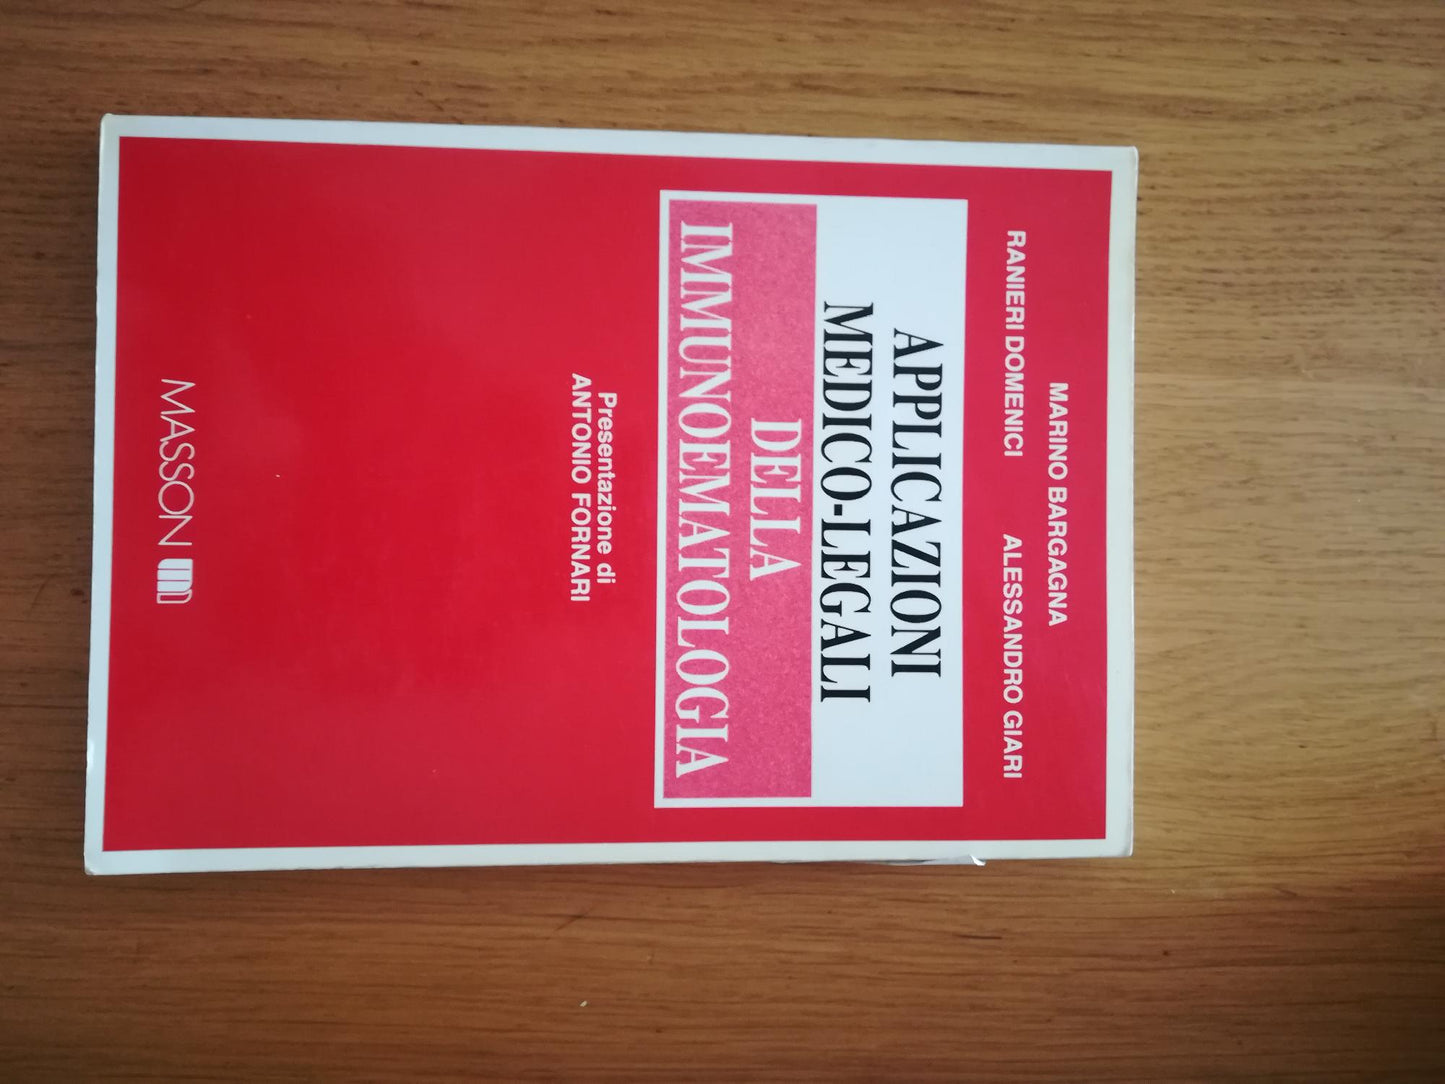 MARINO BARGAGNA
RANIERI DOMENICI ALESSANDRO GIARI
APPLICAZIONI
MEDICO-LEGALI
DELLA
IMMUNOEMATOLOGIA
Presentazione di
ANTONIO FORNARI
MASSON